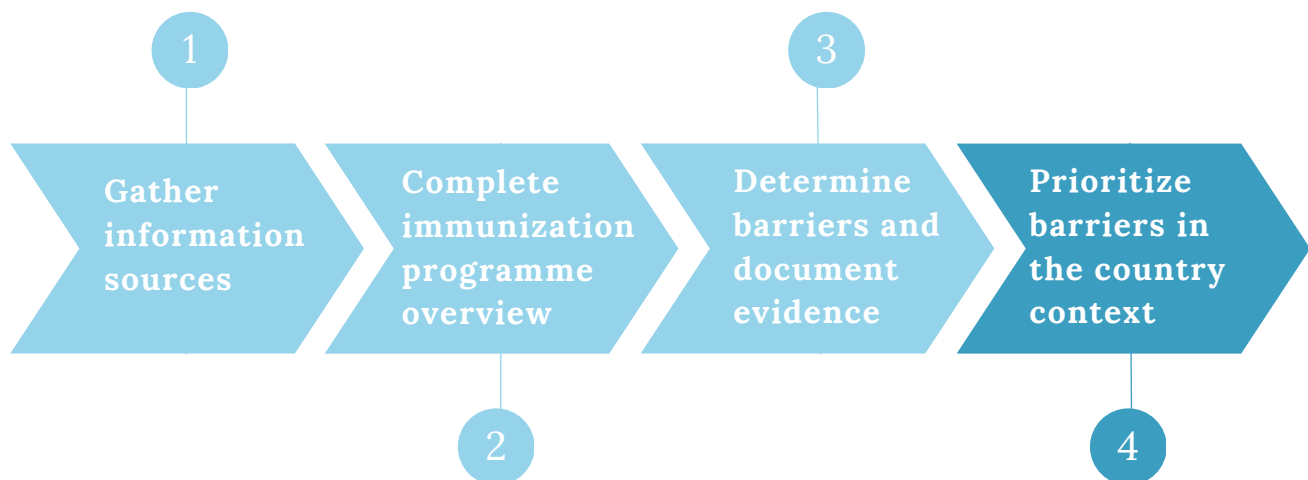 1
Gather
information
sources
2
Complete
immunization
programme
overview
3
Determine
barriers and
document
evidence
4
Prioritize
barriers in
the country
context